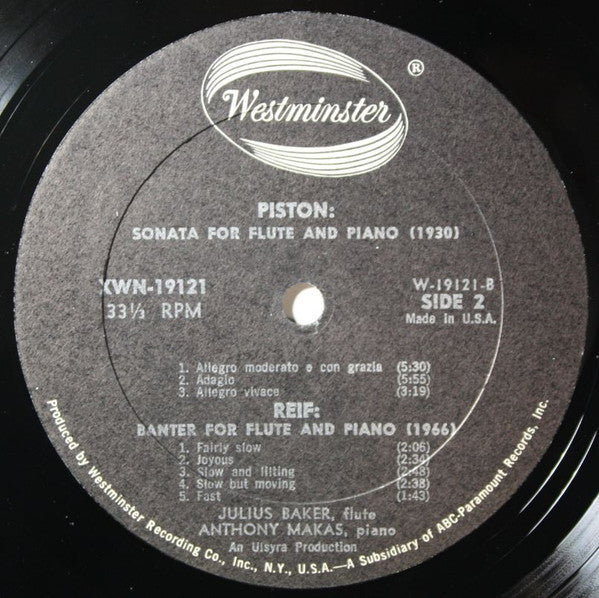 Westminster ®
PISTON:
SONATA FOR FLUTE AND PIANO (1930)
XWN-19121
33⅓ RPM
W-19121-B
SIDE 2
Made in U.S.A.
1. Allegro moderato e con grazia (5:30)
2. Adagio (5:55)
3. Allegro vivace (3:19)
REIF:
BANTER FOR FLUTE AND PIANO (1966)
1. Fairly slow (2:06)
2. Joyous (2:34)
3. Slow and lilting (2:48)
4. Slow but moving (2:38)
5. Fast (1:43)
JULIUS BAKER, flute
ANTHONY MAKAS, piano
An Ulsyra Production
Produced by Westminster Recording Co., Inc., N.Y., U.S.A.—A Subsidiary of ABC-Paramount Records, Inc.